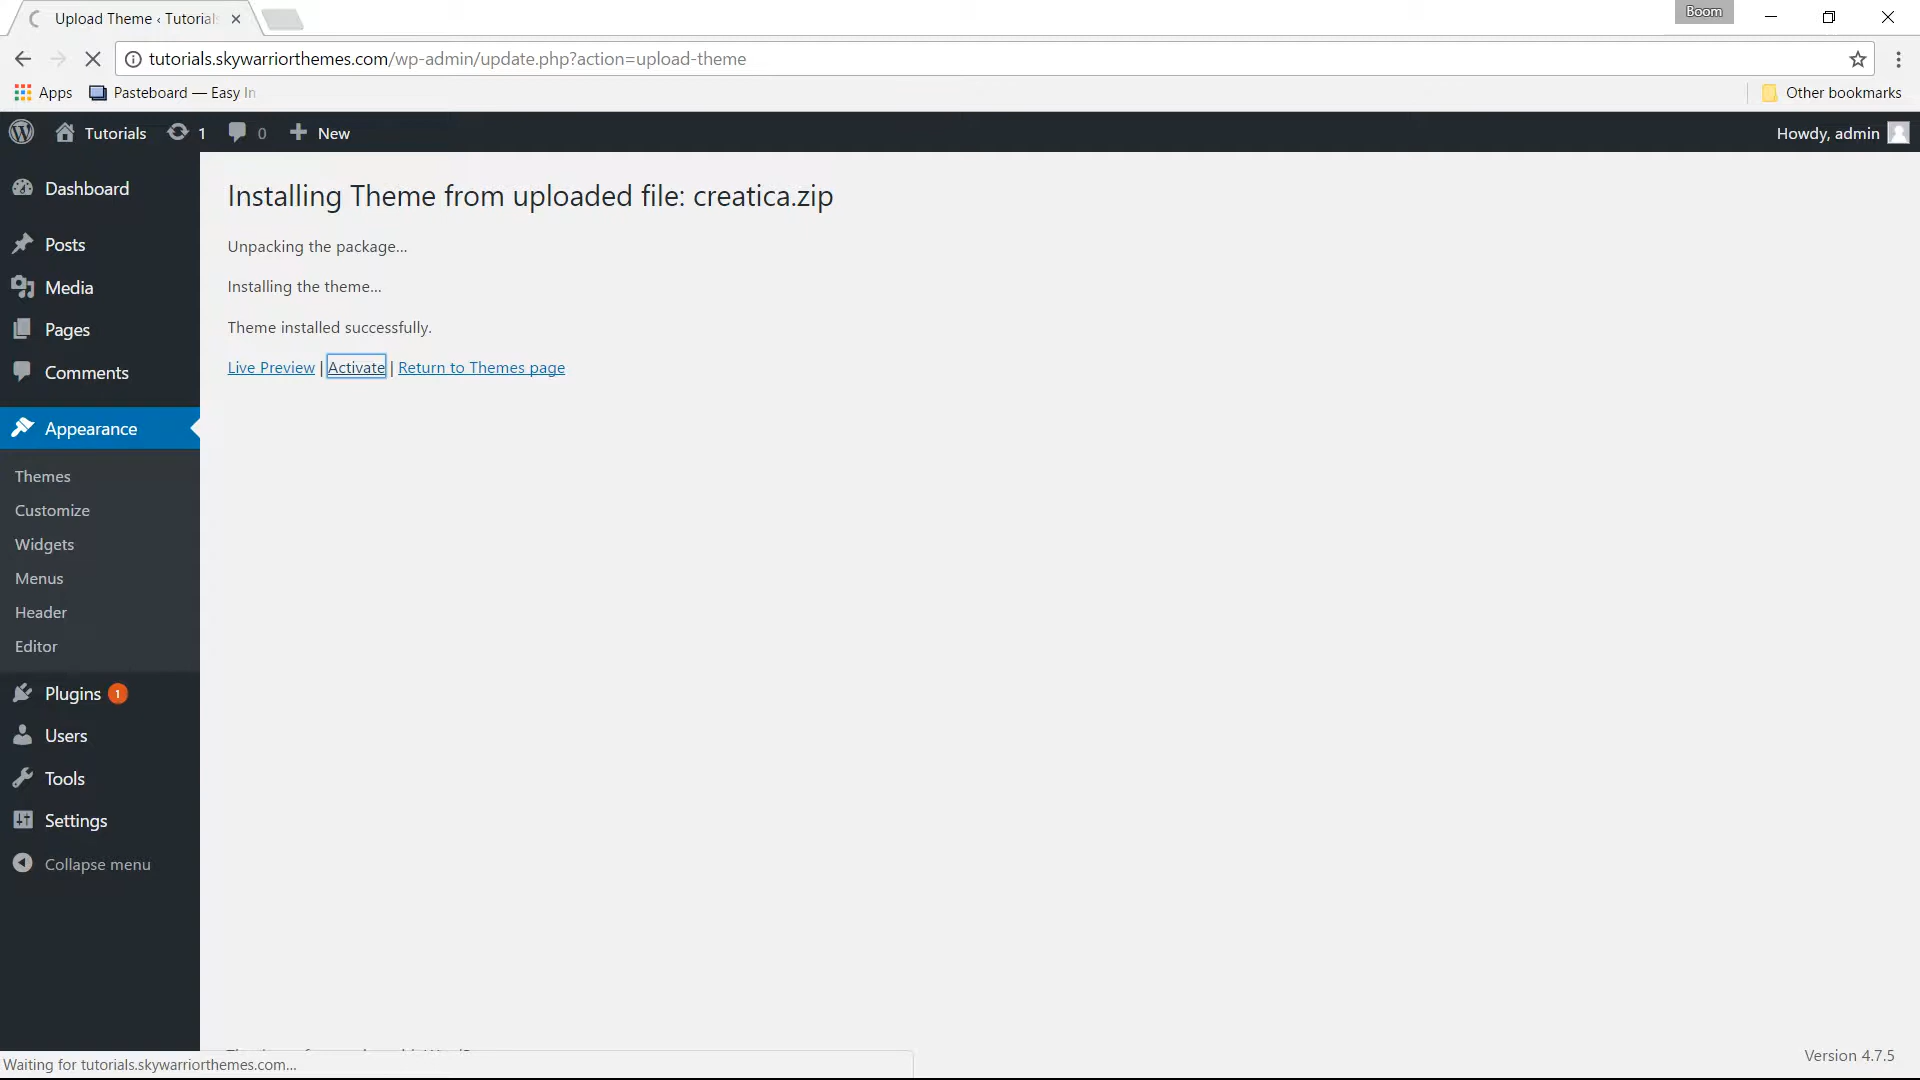 Upload Theme ‹ Tutorials
Boom
tutorials.skywarriorthemes.com/wp-admin/update.php?action=upload-theme
Apps
Pasteboard — Easy In
Other bookmarks
Tutorials
1
0
New
Howdy, admin
Dashboard
Posts
Media
Pages
Comments
Appearance
Themes
Customize
Widgets
Menus
Header
Editor
Plugins 1
Users
Tools
Settings
Collapse menu
Installing Theme from uploaded file: creatica.zip
Unpacking the package…
Installing the theme…
Theme installed successfully.
Live Preview | Activate | Return to Themes page
Version 4.7.5
Waiting for tutorials.skywarriorthemes.com...